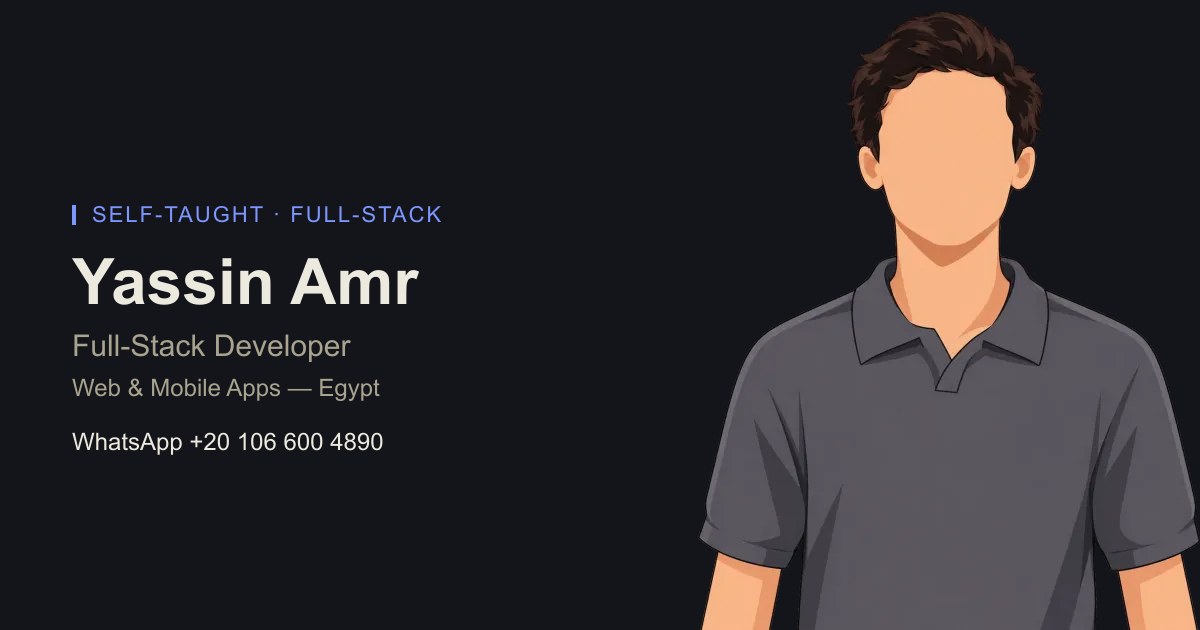 SELF-TAUGHT · FULL-STACK
Yassin Amr
Full-Stack Developer
Web & Mobile Apps — Egypt
WhatsApp +20 106 600 4890